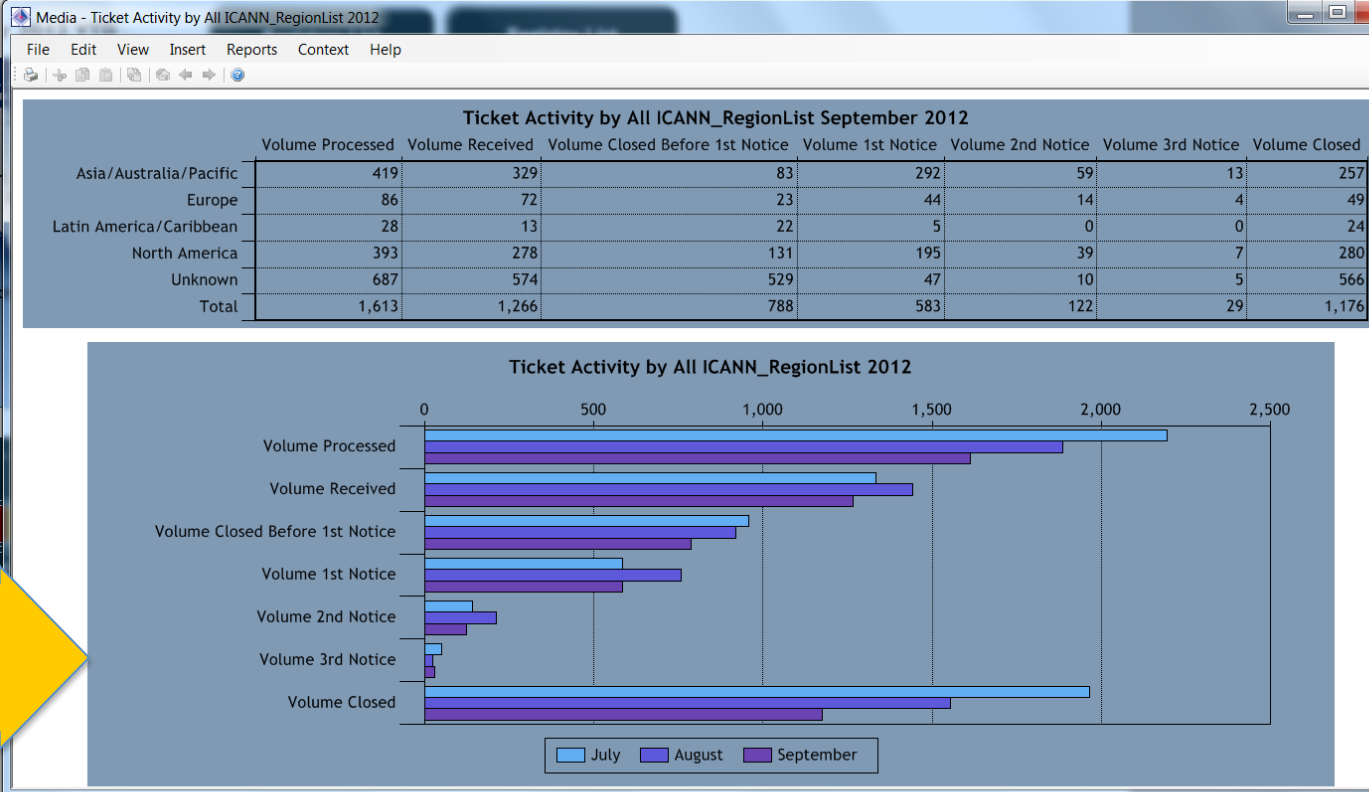 Media - Ticket Activity by All ICANN_RegionList 2012
File Edit View Insert Reports Context Help
Ticket Activity by All ICANN_RegionList September 2012
Volume Processed Volume Received Volume Closed Before 1st Notice Volume 1st Notice Volume 2nd Notice Volume 3rd Notice Volume Closed
Asia/Australia/Pacific 419 329 83 292 59 13 257
Europe 86 72 23 44 14 4 49
Latin America/Caribbean 28 13 22 5 0 0 24
North America 393 278 131 195 39 7 280
Unknown 687 574 529 47 10 5 566
Total 1,613 1,266 788 583 122 29 1,176
Ticket Activity by All ICANN_RegionList 2012
0 500 1,000 1,500 2,000 2,500
Volume Processed
Volume Received
Volume Closed Before 1st Notice
Volume 1st Notice
Volume 2nd Notice
Volume 3rd Notice
Volume Closed
July August September